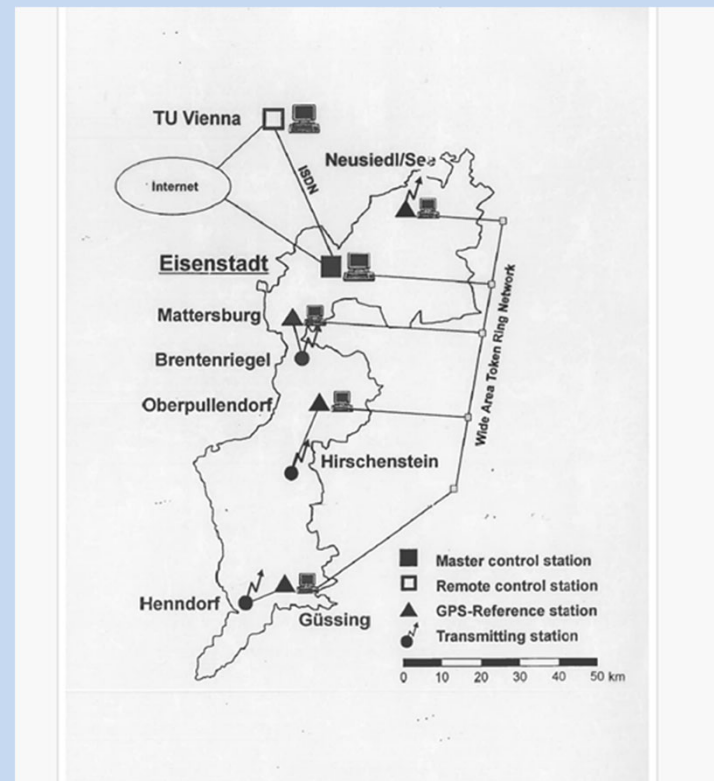 TU Vienna
Neusiedl/See
Internet
ISDN
Eisenstadt
Mattersburg
Brentenriegel
Oberpullendorf
Hirschenstein
Wide Area Token Ring Network
Henndorf
Güssing
Master control station
Remote control station
GPS-Reference station
Transmitting station
0 10 20 30 40 50 km